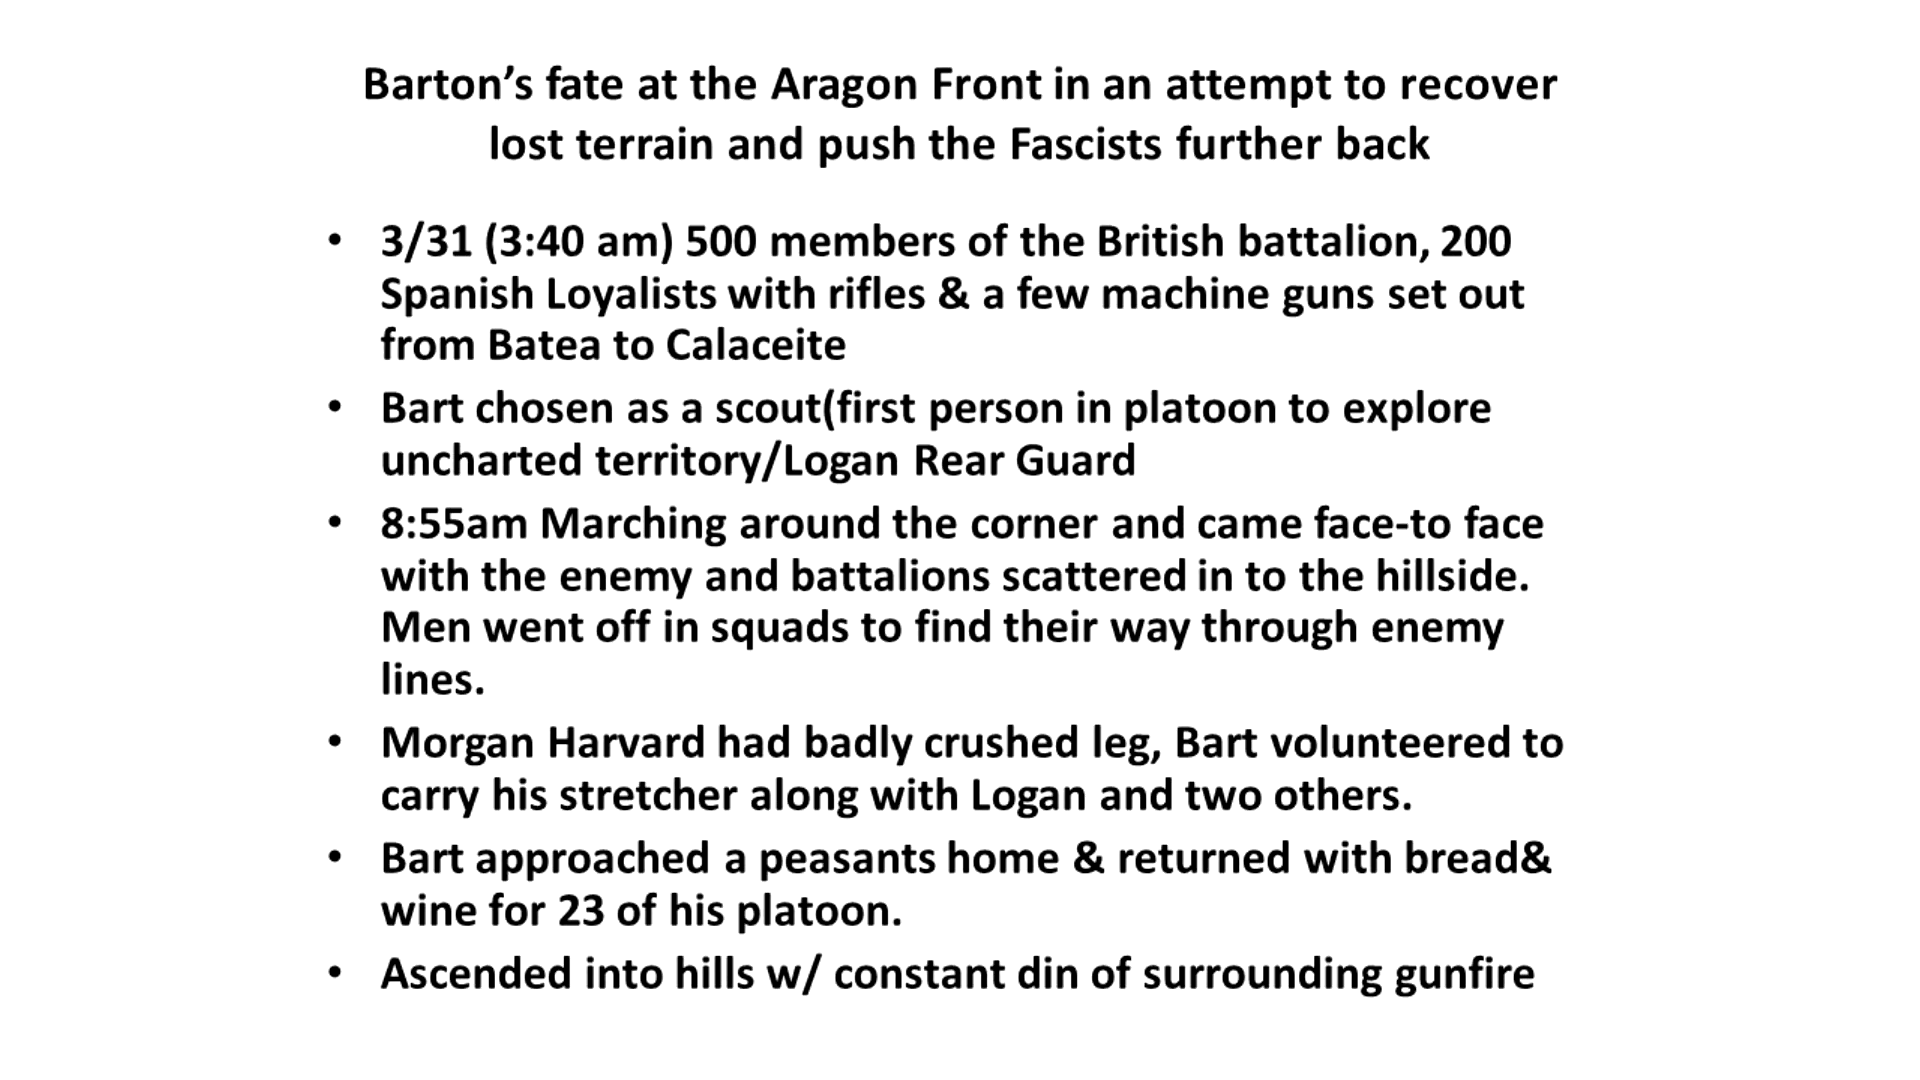 Barton’s fate at the Aragon Front in an attempt to recover
lost terrain and push the Fascists further back
• 3/31 (3:40 am) 500 members of the British battalion, 200
Spanish Loyalists with rifles & a few machine guns set out
from Batea to Calaceite
• Bart chosen as a scout(first person in platoon to explore
uncharted territory/Logan Rear Guard
• 8:55am Marching around the corner and came face-to face
with the enemy and battalions scattered in to the hillside.
Men went off in squads to find their way through enemy
lines.
• Morgan Harvard had badly crushed leg, Bart volunteered to
carry his stretcher along with Logan and two others.
• Bart approached a peasants home & returned with bread&
wine for 23 of his platoon.
• Ascended into hills w/ constant din of surrounding gunfire